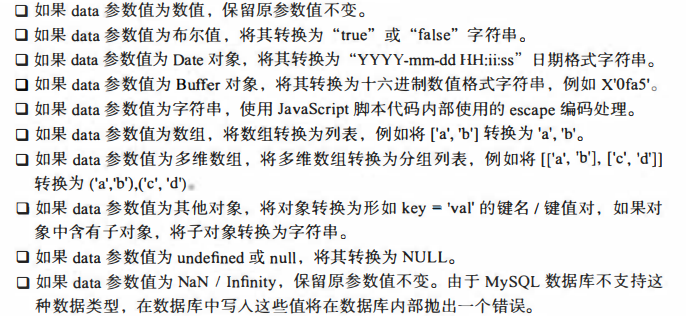 ❑ 如果 data 参数值为数值，保留原参数值不变。
❑ 如果 data 参数值为布尔值，将其转换为“true”或“false”字符串。
❑ 如果 data 参数值为 Date 对象，将其转换为“YYYY-mm-dd HH:ii:ss”日期格式字符串。
❑ 如果 data 参数值为 Buffer 对象，将其转换为十六进制数值格式字符串，例如 X'0fa5'。
❑ 如果 data 参数值为字符串，使用 JavaScript 脚本代码内部使用的 escape 编码处理。
❑ 如果 data 参数值为数组，将数组转换为列表，例如将 ['a', 'b'] 转换为 'a', 'b'。
❑ 如果 data 参数值为多维数组，将多维数组转换为分组列表，例如将 [['a', 'b'], ['c', 'd']]
转换为 ('a','b'),('c', 'd')。
❑ 如果 data 参数值为其他对象，将对象转换为形如 key = 'val' 的键名 / 键值对，如果对
象中含有子对象，将子对象转换为字符串。
❑ 如果 data 参数值为 undefined 或 null，将其转换为 NULL。
❑ 如果 data 参数值为 NaN / Infinity，保留原参数值不变。由于 MySQL 数据库不支持这
种数据类型，在数据库中写入这些值将在数据库内部抛出一个错误。